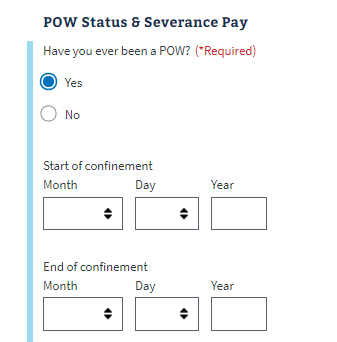 POW Status & Severance Pay
Have you ever been a POW? (*Required)
Yes
No
Start of confinement
Month Day Year
End of confinement
Month Day Year